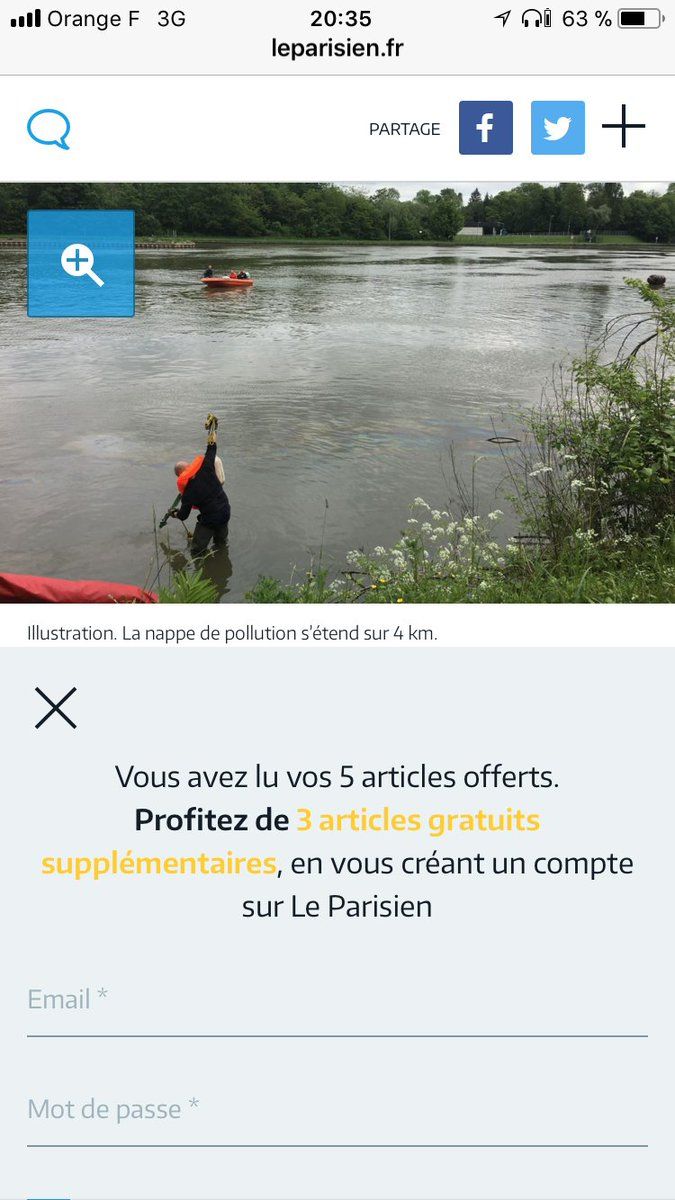 Orange F 3G 20:35 63 %
leparisien.fr
PARTAGE
Illustration. La nappe de pollution s'étend sur 4 km.
Vous avez lu vos 5 articles offerts.
Profitez de 3 articles gratuits
supplémentaires, en vous créant un compte
sur Le Parisien
Email *
Mot de passe *